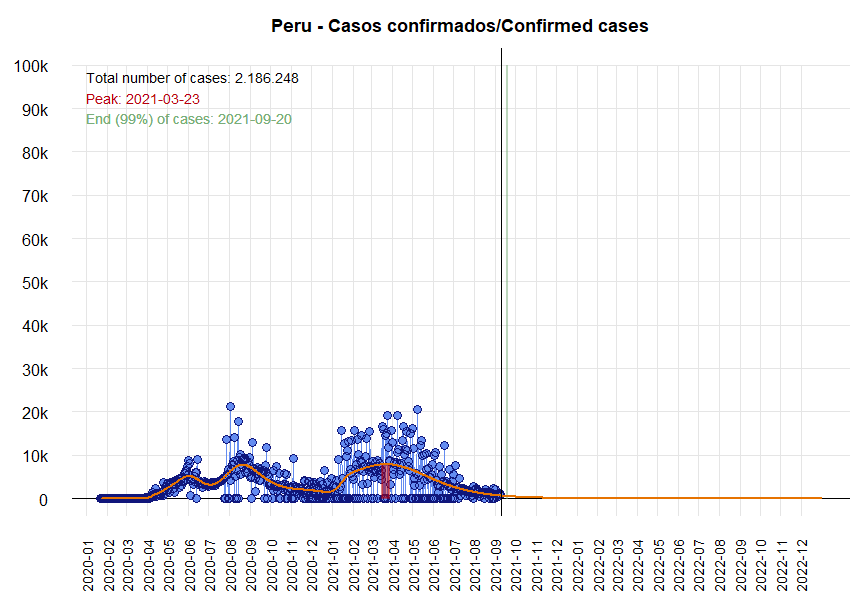 Peru - Casos confirmados/Confirmed cases
100k
90k
80k
70k
60k
50k
40k
30k
20k
10k
0
Total number of cases: 2.186.248
Peak: 2021-03-23
End (99%) of cases: 2021-09-20
2020-01
2020-02
2020-03
2020-04
2020-05
2020-06
2020-07
2020-08
2020-09
2020-10
2020-11
2020-12
2021-01
2021-02
2021-03
2021-04
2021-05
2021-06
2021-07
2021-08
2021-09
2021-10
2021-11
2021-12
2022-01
2022-02
2022-03
2022-04
2022-05
2022-06
2022-07
2022-08
2022-09
2022-10
2022-11
2022-12